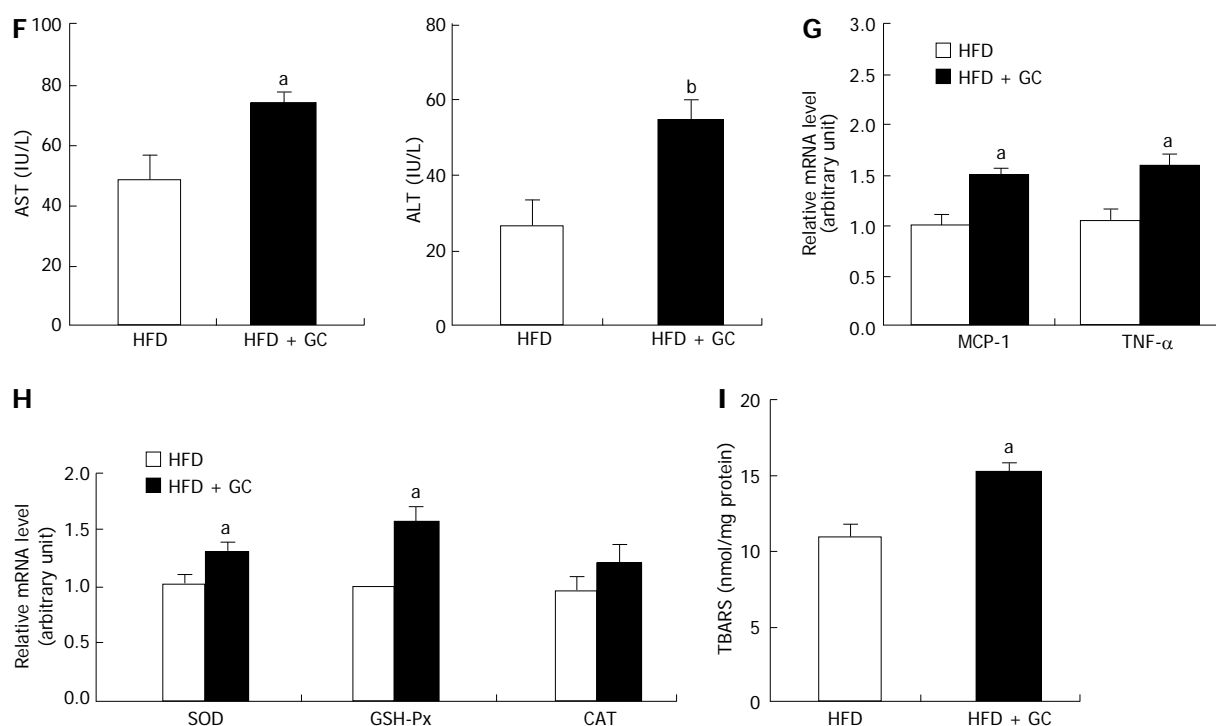 F
100
80
60
40
20
0
AST (IU/L)
a
HFD
HFD + GC
80
60
40
20
0
ALT (IU/L)
b
HFD
HFD + GC
G
3.0
2.5
2.0
1.5
1.0
0.5
0.0
Relative mRNA level
(arbitrary unit)
HFD
HFD + GC
a
a
MCP-1
TNF-α
H
2.0
1.5
1.0
0.5
0.0
Relative mRNA level
(arbitrary unit)
HFD
HFD + GC
a
a
SOD
GSH-Px
CAT
I
20
15
10
5
0
TBARS (nmol/mg protein)
a
HFD
HFD + GC